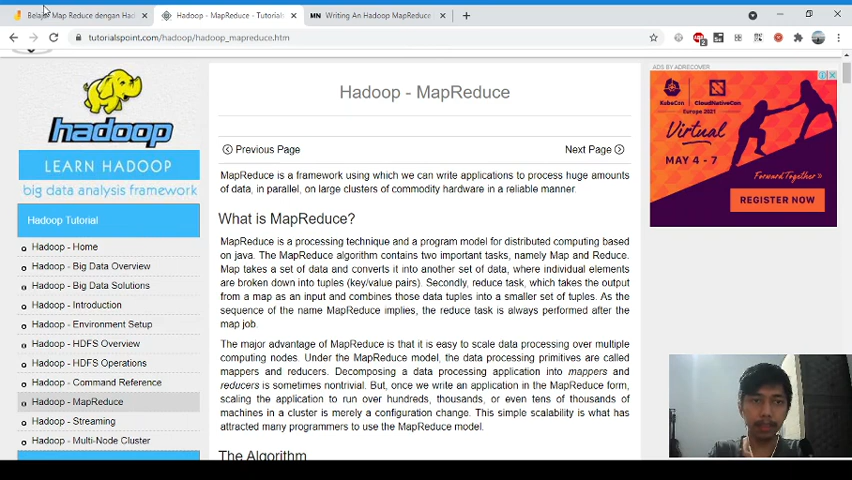 Belajar Map Reduce dengan Had
Hadoop - MapReduce - Tutorials
MN Writing An Hadoop MapReduce
tutorialspoint.com/hadoop/hadoop_mapreduce.htm
hadoop
LEARN HADOOP
big data analysis framework
Hadoop Tutorial
Hadoop - Home
Hadoop - Big Data Overview
Hadoop - Big Data Solutions
Hadoop - Introduction
Hadoop - Environment Setup
Hadoop - HDFS Overview
Hadoop - HDFS Operations
Hadoop - Command Reference
Hadoop - MapReduce
Hadoop - Streaming
Hadoop - Multi-Node Cluster
Hadoop - MapReduce
Previous Page
Next Page
MapReduce is a framework using which we can write applications to process huge amounts
of data, in parallel, on large clusters of commodity hardware in a reliable manner.
What is MapReduce?
MapReduce is a processing technique and a program model for distributed computing based
on java. The MapReduce algorithm contains two important tasks, namely Map and Reduce.
Map takes a set of data and converts it into another set of data, where individual elements
are broken down into tuples (key/value pairs). Secondly, reduce task, which takes the output
from a map as an input and combines those data tuples into a smaller set of tuples. As the
sequence of the name MapReduce implies, the reduce task is always performed after the
map job.
The major advantage of MapReduce is that it is easy to scale data processing over multiple
computing nodes. Under the MapReduce model, the data processing primitives are called
mappers and reducers. Decomposing a data processing application into mappers and
reducers is sometimes nontrivial. But, once we write an application in the MapReduce form,
scaling the application to run over hundreds, thousands, or even tens of thousands of
machines in a cluster is merely a configuration change. This simple scalability is what has
attracted many programmers to use the MapReduce model.
The Algorithm
ADS BY ADRECOVER
KubeCon
CloudNativeCon
Europe 2021
Virtual
MAY 4 - 7
Forward Together »
REGISTER NOW